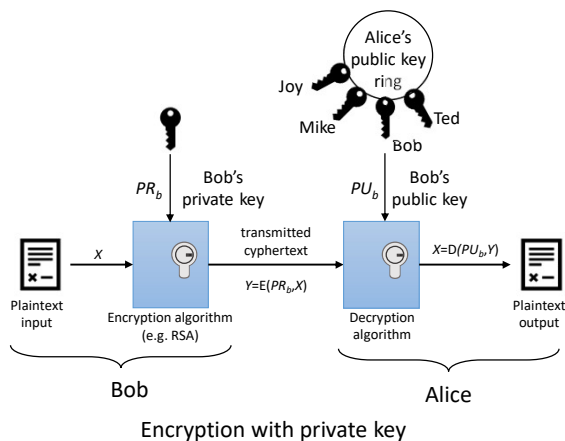 Alice's
public key
ring
Joy
Mike
Bob
Ted
PRb
Bob's
private key
PUb
Bob's
public key
X
transmitted
cyphertext
Y=E(PRb,X)
X=D(PUb,Y)
Plaintext
input
Encryption algorithm
(e.g. RSA)
Decryption
algorithm
Plaintext
output
Bob
Alice
Encryption with private key